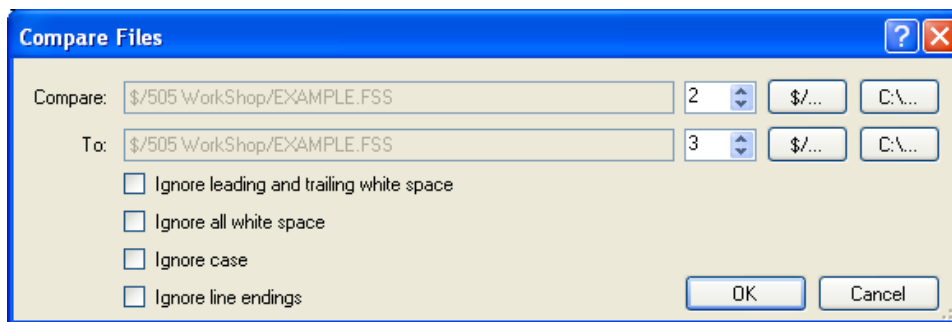 Compare Files
Compare: $/505 WorkShop/EXAMPLE.FSS 2 $/... C:\...
To: $/505 WorkShop/EXAMPLE.FSS 3 $/... C:\...
Ignore leading and trailing white space
Ignore all white space
Ignore case
Ignore line endings
OK Cancel